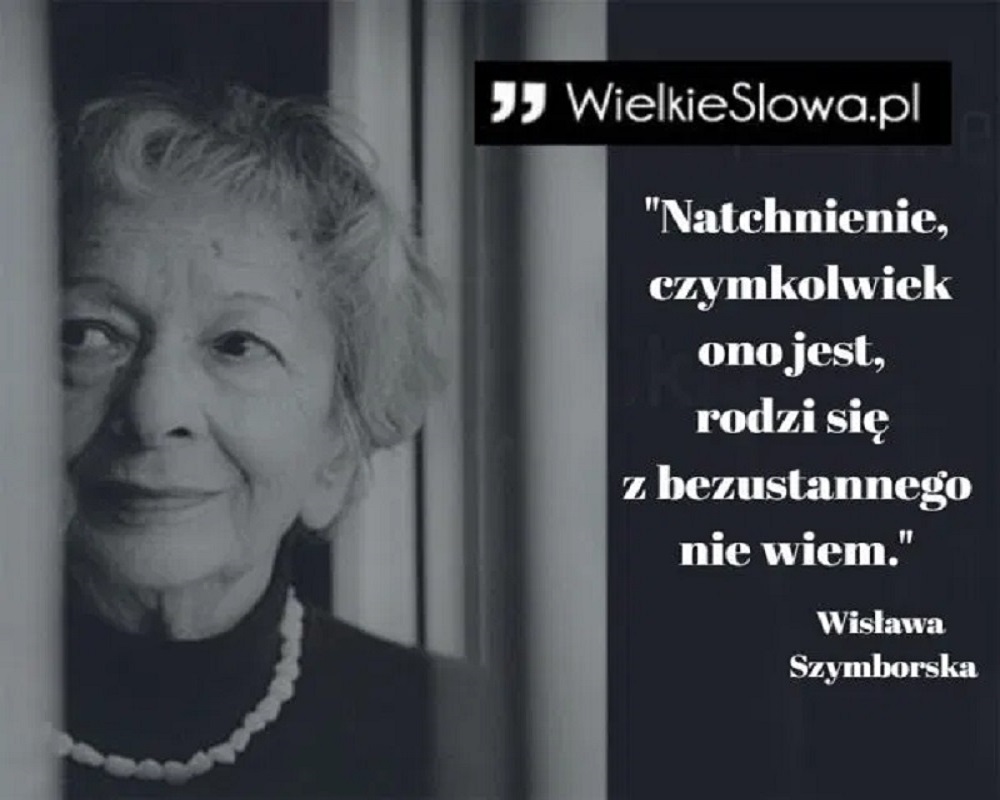 WielkieSlowa.pl
"Natchnienie,
czymkolwiek
ono jest,
rodzi się
z bezustannego
nie wiem."
Wisława
Szymborska